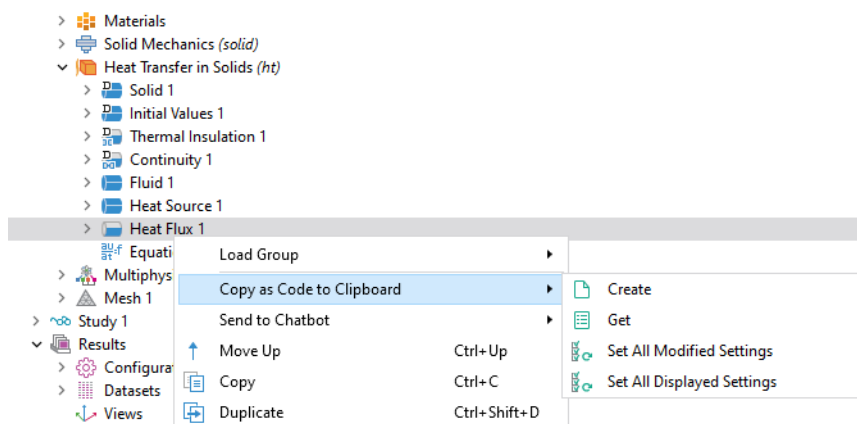 Materials
Solid Mechanics (solid)
Heat Transfer in Solids (ht)
Solid 1
Initial Values 1
Thermal Insulation 1
Continuity 1
Fluid 1
Heat Source 1
Heat Flux 1
Equati
Load Group
Multiphys
Copy as Code to Clipboard
Create
Mesh 1
Study 1
Send to Chatbot
Get
Results
Move Up Ctrl+Up
Set All Modified Settings
Configura
Copy Ctrl+C
Set All Displayed Settings
Datasets
Views
Duplicate Ctrl+Shift+D